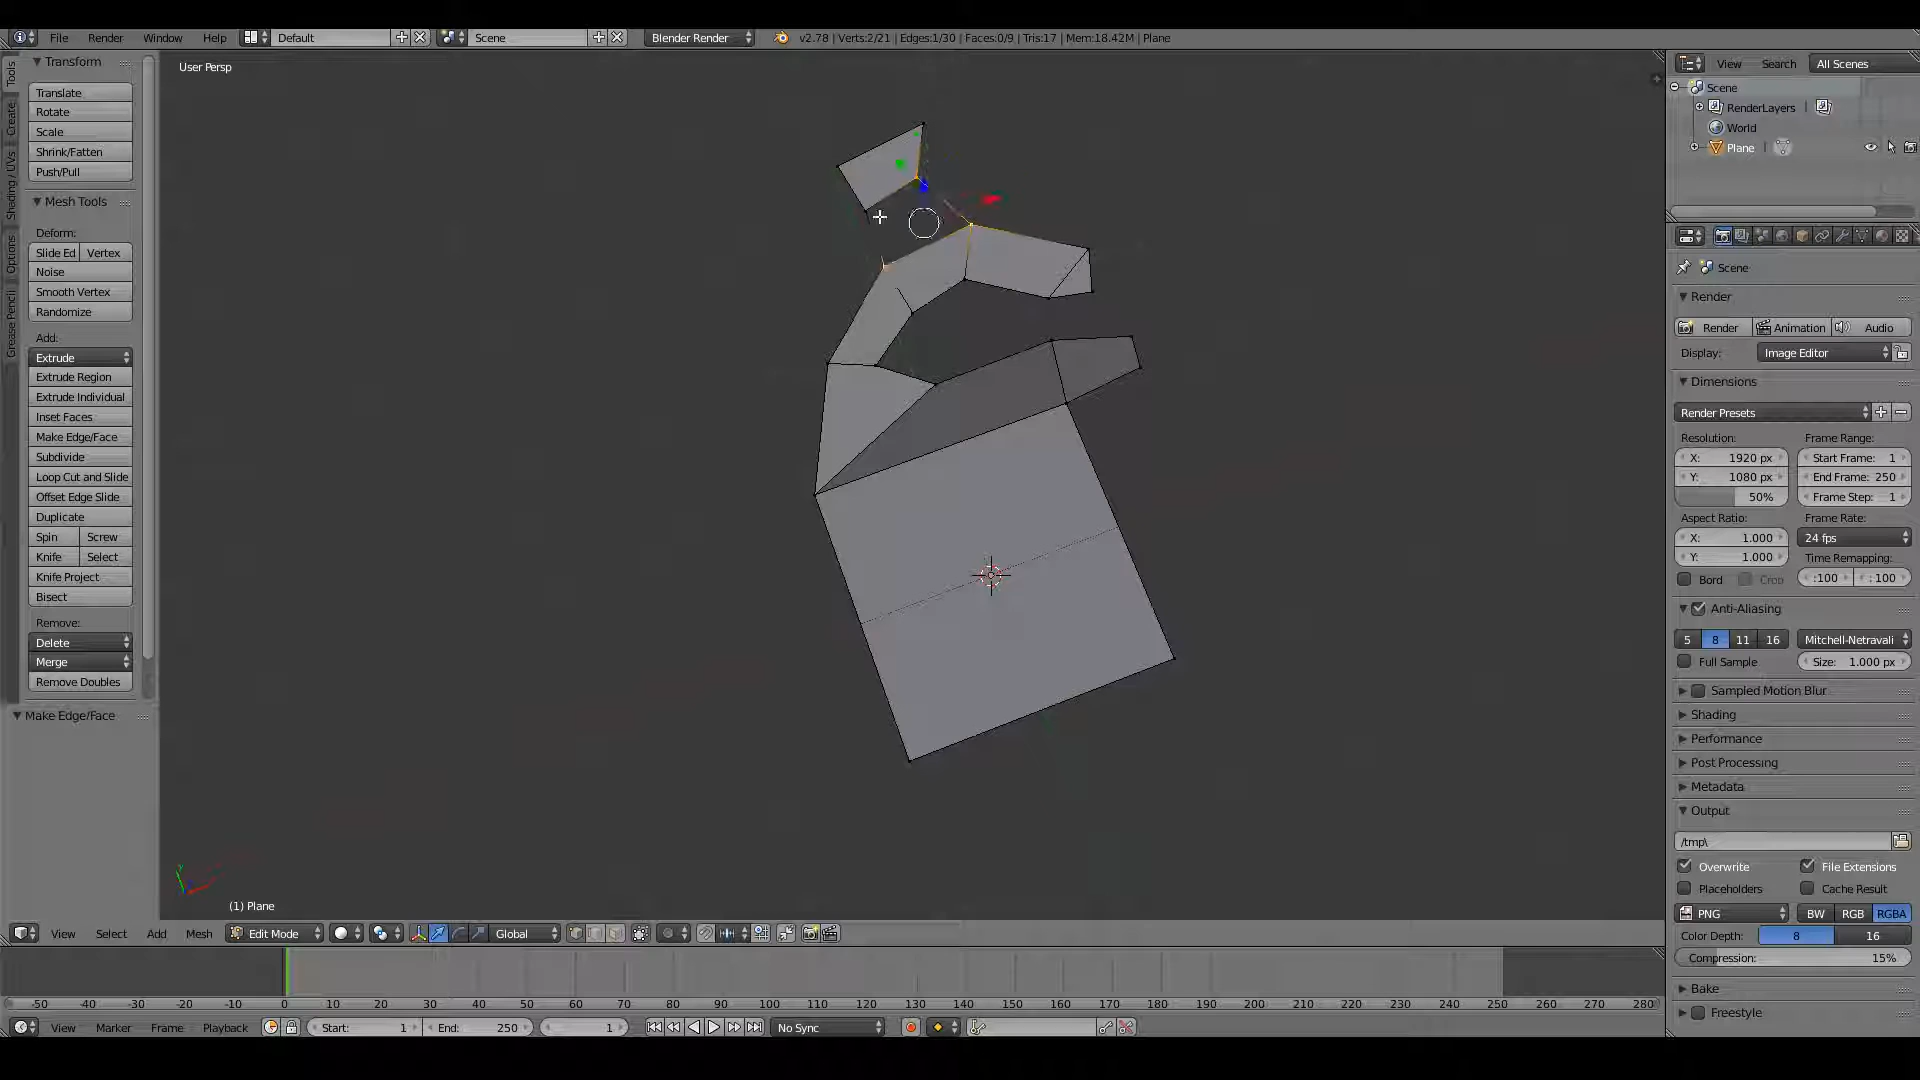 File Render Window Help Default Scene Blender Render v2.78 | Verts:2/21 | Edges:1/30 | Faces:0/9 | Tris:17 | Mem:18.42M | Plane
Tools
Create
Shading / UVs
Options
Grease Pencil
Transform
Translate
Rotate
Scale
Shrink/Fatten
Push/Pull
Mesh Tools
Deform:
Slide Ed Vertex
Noise
Smooth Vertex
Randomize
Add:
Extrude
Extrude Region
Extrude Individual
Inset Faces
Make Edge/Face
Subdivide
Loop Cut and Slide
Offset Edge Slide
Duplicate
Spin Screw
Knife Select
Knife Project
Bisect
Remove:
Delete
Merge
Remove Doubles
Make Edge/Face
User Persp
(1) Plane
View Select Add Mesh Edit Mode Global
-50 -40 -30 -20 -10 0 10 20 30 40 50 60 70 80 90 100 110 120 130 140 150 160 170 180 190 200 210 220 230 240 250 260 270 280
View Marker Frame Playback Start: 1 End: 250 1 No Sync
View Search All Scenes
Scene
RenderLayers
World
Plane
Scene
Render
Render Animation Audio
Display: Image Editor
Dimensions
Render Presets
Resolution: Frame Range:
X: 1920 px Start Frame: 1
Y: 1080 px End Frame: 250
50% Frame Step: 1
Aspect Ratio: Frame Rate:
X: 1.000 24 fps
Y: 1.000 Time Remapping:
Bord Crop :100 : 100
Anti-Aliasing
5 8 11 16 Mitchell-Netravali
Full Sample Size: 1.000 px
Sampled Motion Blur
Shading
Performance
Post Processing
Metadata
Output
/tmp\
Overwrite File Extensions
Placeholders Cache Result
PNG BW RGB RGBA
Color Depth: 8 16
Compression: 15%
Bake
Freestyle